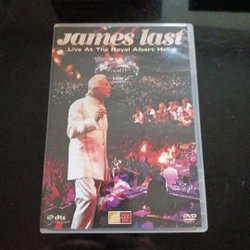 james last
Live At The Royal Albert Hall
dts
DVD